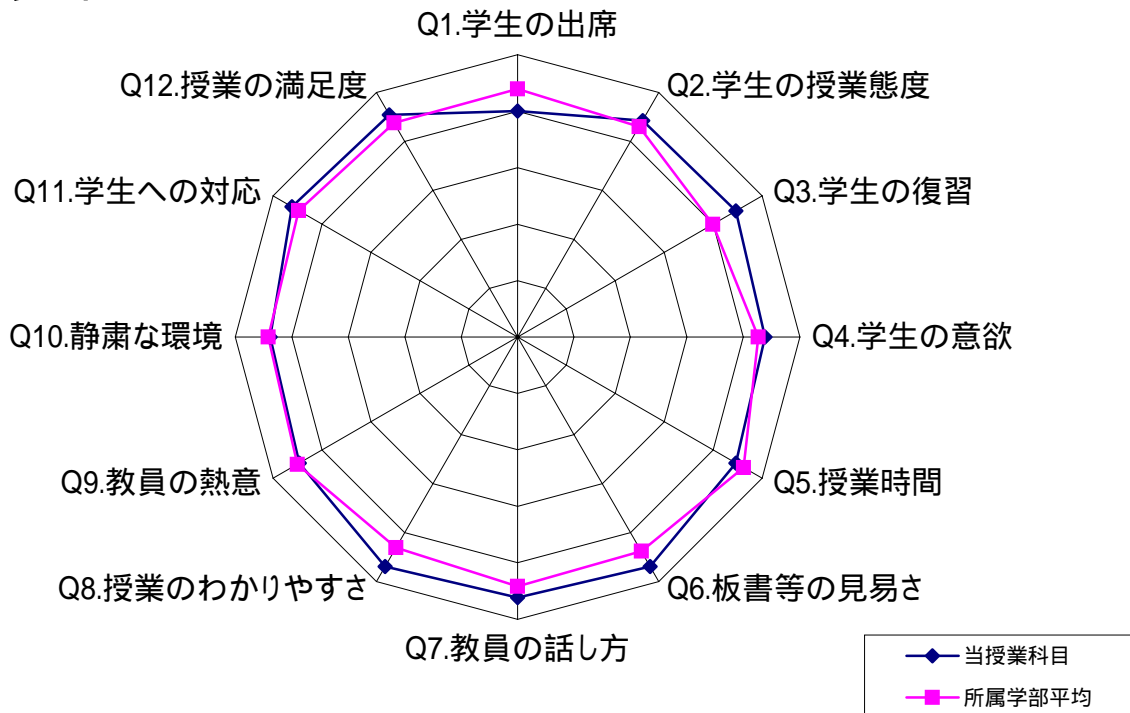 Q1.学生の出席
Q2.学生の授業態度
Q3.学生の復習
Q4.学生の意欲
Q5.授業時間
Q6.板書等の見易さ
Q7.教員の話し方
Q8.授業のわかりやすさ
Q9.教員の熱意
Q10.静粛な環境
Q11.学生への対応
Q12.授業の満足度
当授業科目
所属学部平均